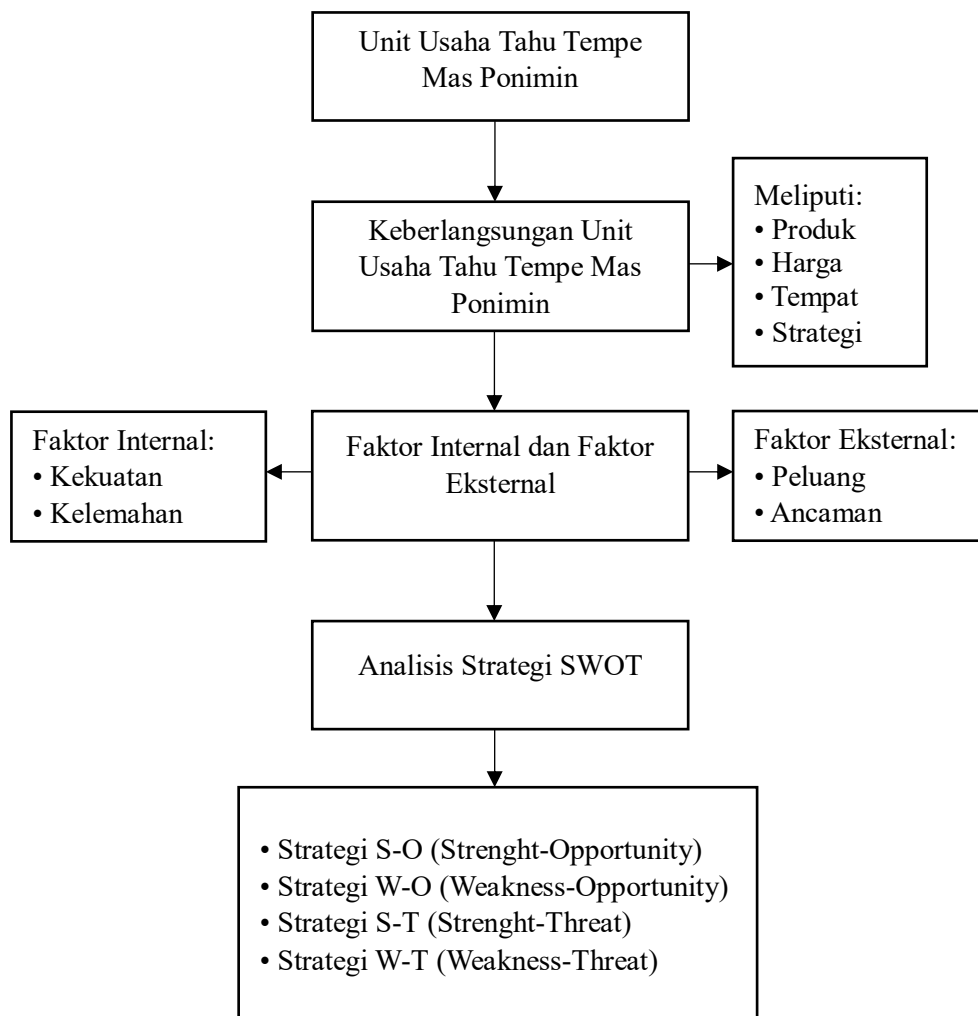 Unit Usaha Tahu Tempe
Mas Ponimin
Keberlangsungan Unit
Usaha Tahu Tempe Mas
Ponimin
Meliputi:
• Produk
• Harga
• Tempat
• Strategi
Faktor Internal:
• Kekuatan
• Kelemahan
Faktor Internal dan Faktor
Eksternal
Faktor Eksternal:
• Peluang
• Ancaman
Analisis Strategi SWOT
• Strategi S-O (Strenght-Opportunity)
• Strategi W-O (Weakness-Opportunity)
• Strategi S-T (Strenght-Threat)
• Strategi W-T (Weakness-Threat)